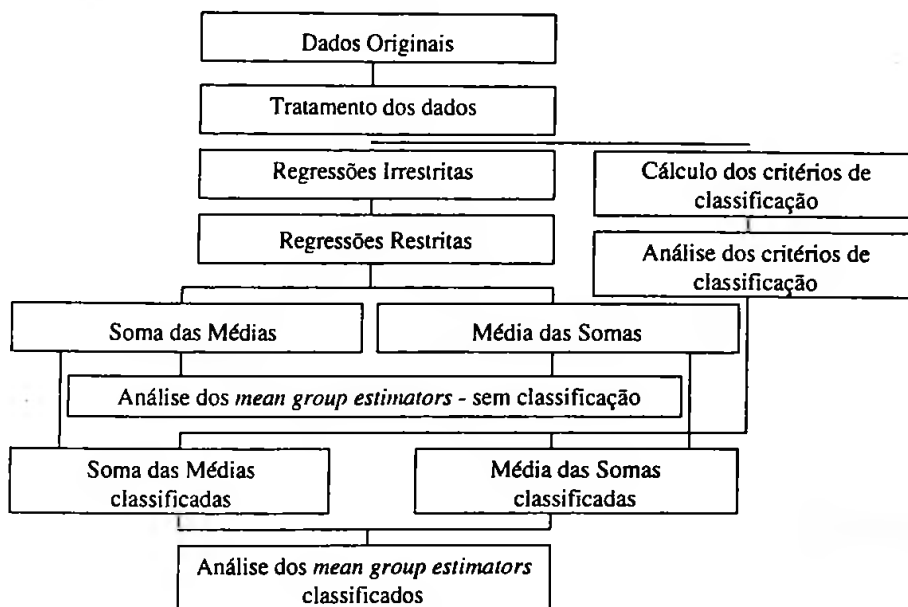 Dados Originais
Tratamento dos dados
Regressões Irrestritas
Cálculo dos critérios de
classificação
Regressões Restritas
Análise dos critérios de
classificação
Soma das Médias
Média das Somas
Análise dos mean group estimators - sem classificação
Soma das Médias
classificadas
Média das Somas
classificadas
Análise dos mean group estimators
classificados